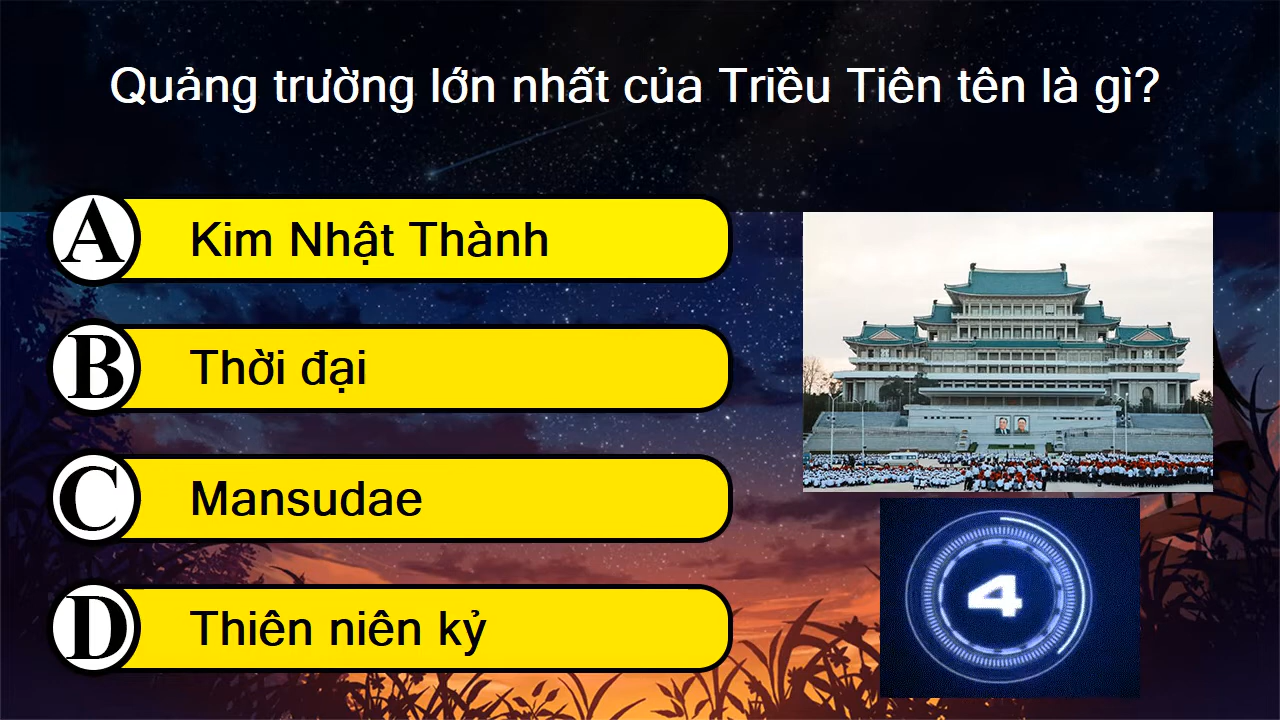 Quảng trường lớn nhất của Triều Tiên tên là gì?
A Kim Nhật Thành
B Thời đại
C Mansudae
D Thiên niên kỷ
4